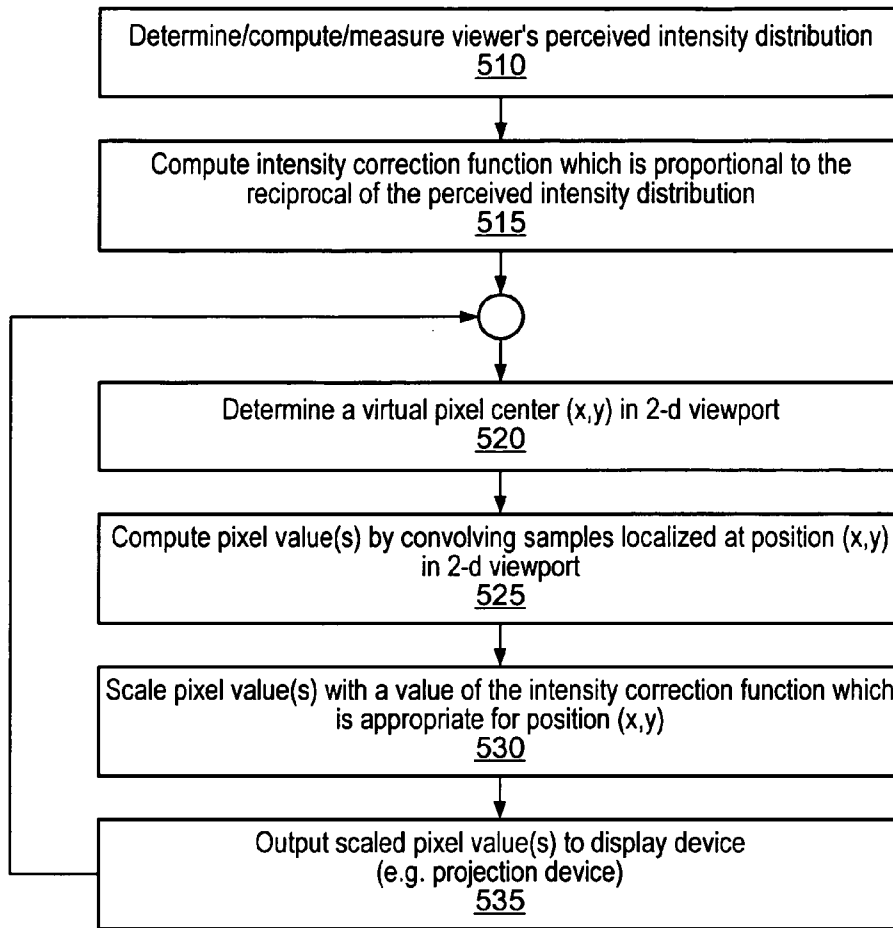 Determine/compute/measure viewer's perceived intensity distribution
510
Compute intensity correction function which is proportional to the
reciprocal of the perceived intensity distribution
515
Determine a virtual pixel center (x,y) in 2-d viewport
520
Compute pixel value(s) by convolving samples localized at position (x,y)
in 2-d viewport
525
Scale pixel value(s) with a value of the intensity correction function which
is appropriate for position (x,y)
530
Output scaled pixel value(s) to display device
(e.g. projection device)
535